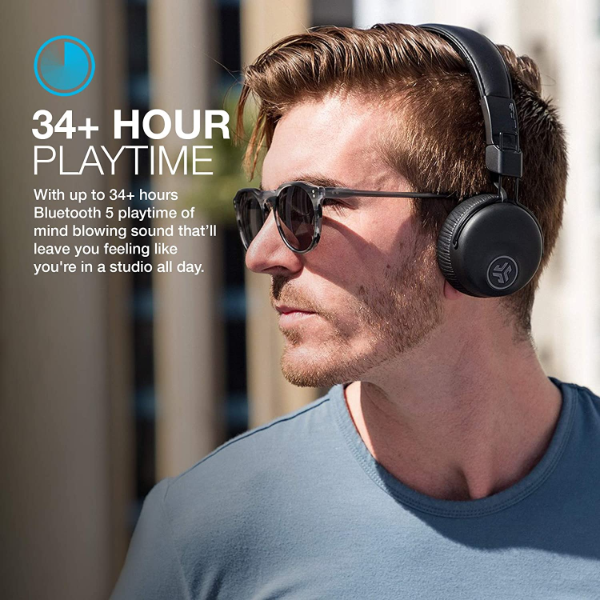 34+ HOUR
PLAYTIME
With up to 34+ hours
Bluetooth 5 playtime of
mind blowing sound that'll
leave you feeling like
you're in a studio all day.